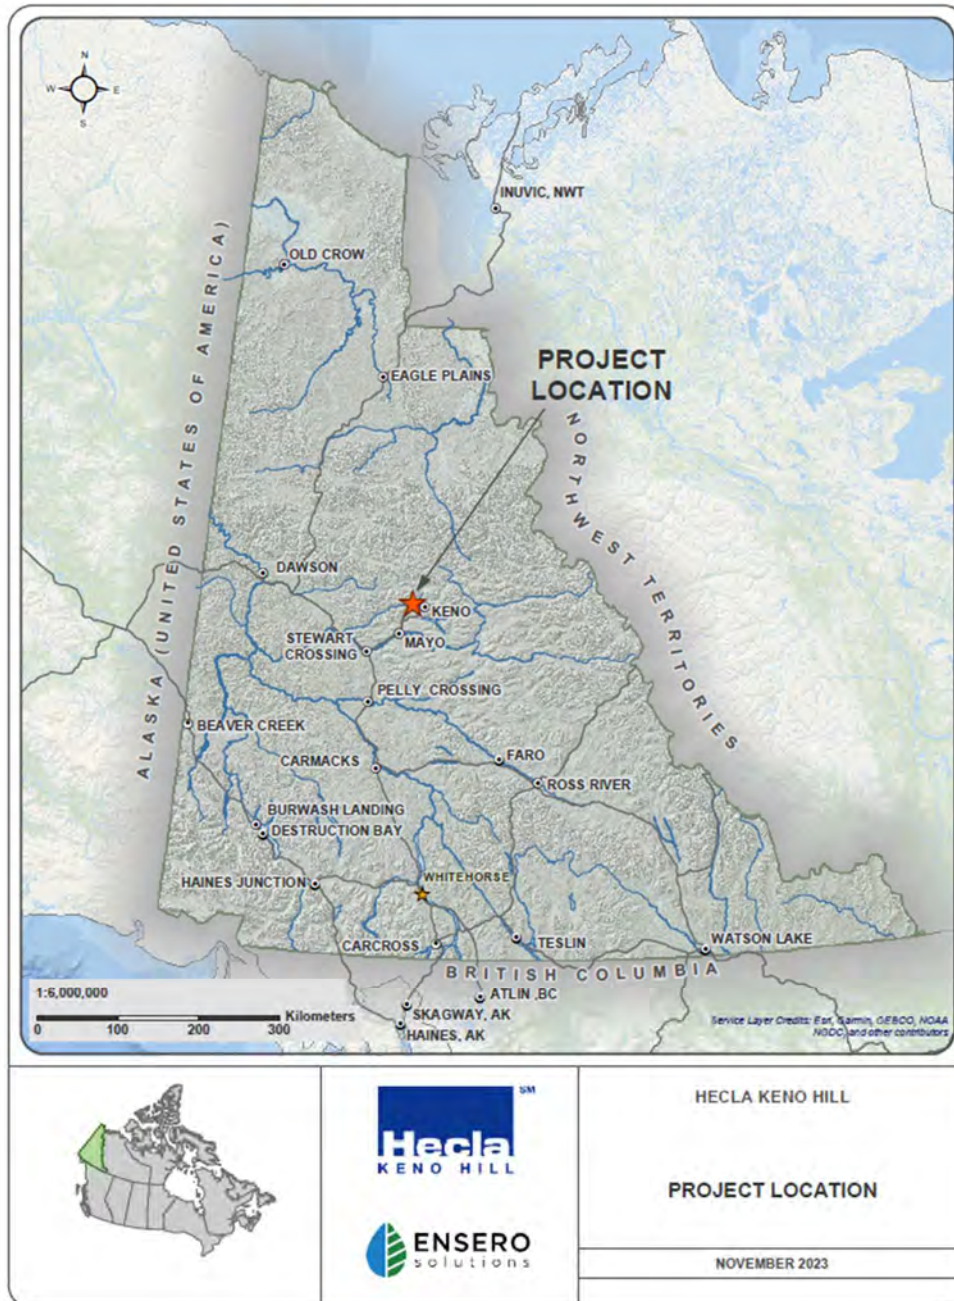 N
W
E
S
INUVIC, NWT
OLD CROW
EAGLE PLAINS
PROJECT
LOCATION
ALASKA (UNITED STATES OF AMERICA)
NORTHWEST TERRITORIES
DAWSON
KENO
MAYO
STEWART
CROSSING
PELLY CROSSING
BEAVER CREEK
CARMACKS
FARO
ROSS RIVER
BURWASH LANDING
DESTRUCTION BAY
HAINES JUNCTION
WHITEHORSE
CARCROSS
TESLIN
WATSON LAKE
BRITISH COLUMBIA
ATLIN ,BC
SKAGWAY, AK
HAINES, AK
1:6,000,000
Kilometers
0 100 200 300
Service Layer Credits: Esri, Garmin, GEBCO, NOAA
NGDC, and other contributors
Hecla
SM
KENO HILL
ENSERO
solutions
HECLA KENO HILL
PROJECT LOCATION
NOVEMBER 2023